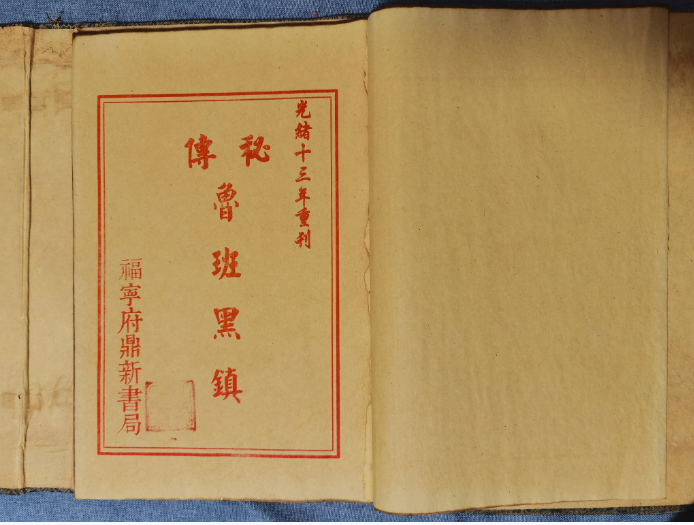 光緒十三年重刊
秘傳
魯班黑鎮
福寧府鼎新書局